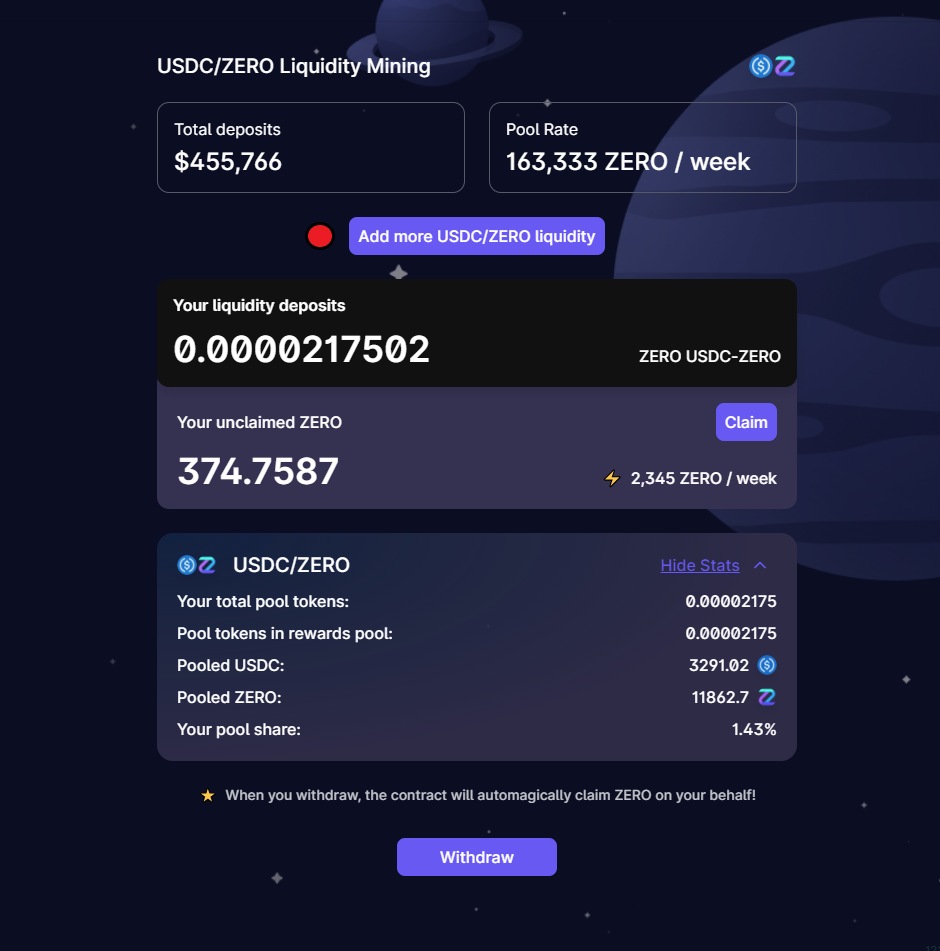 USDC/ZERO Liquidity Mining
Total deposits
$455,766
Pool Rate
163,333 ZERO / week
Add more USDC/ZERO liquidity
Your liquidity deposits
0.0000217502
ZERO USDC-ZERO
Your unclaimed ZERO
Claim
374.7587
2,345 ZERO / week
USDC/ZERO
Hide Stats
Your total pool tokens:
0.00002175
Pool tokens in rewards pool:
0.00002175
Pooled USDC:
3291.02
Pooled ZERO:
11862.7
Your pool share:
1.43%
When you withdraw, the contract will automagically claim ZERO on your behalf!
Withdraw